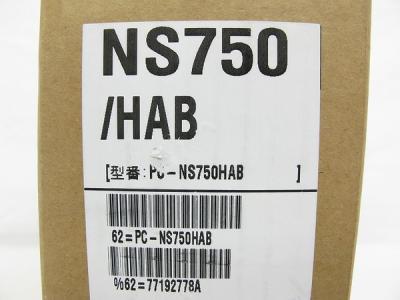 NS750
/HAB
[型番:PC-NS750HAB ]
62=PC-NS750HAB
%62=77192778A